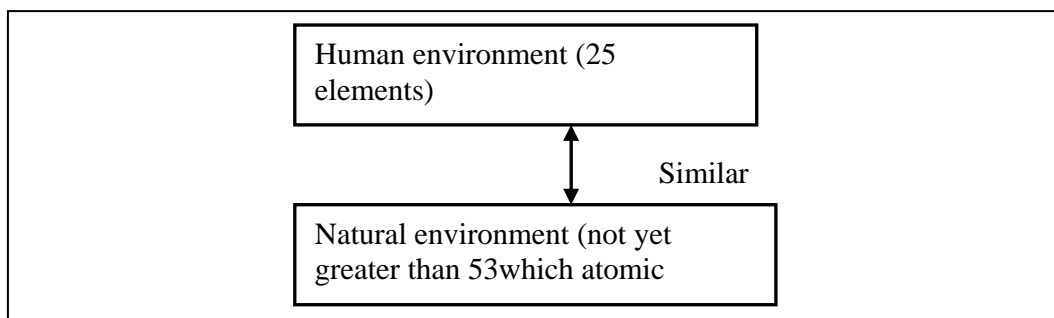 Human environment (25
elements)
Similar
Natural environment (not yet
greater than 53which atomic